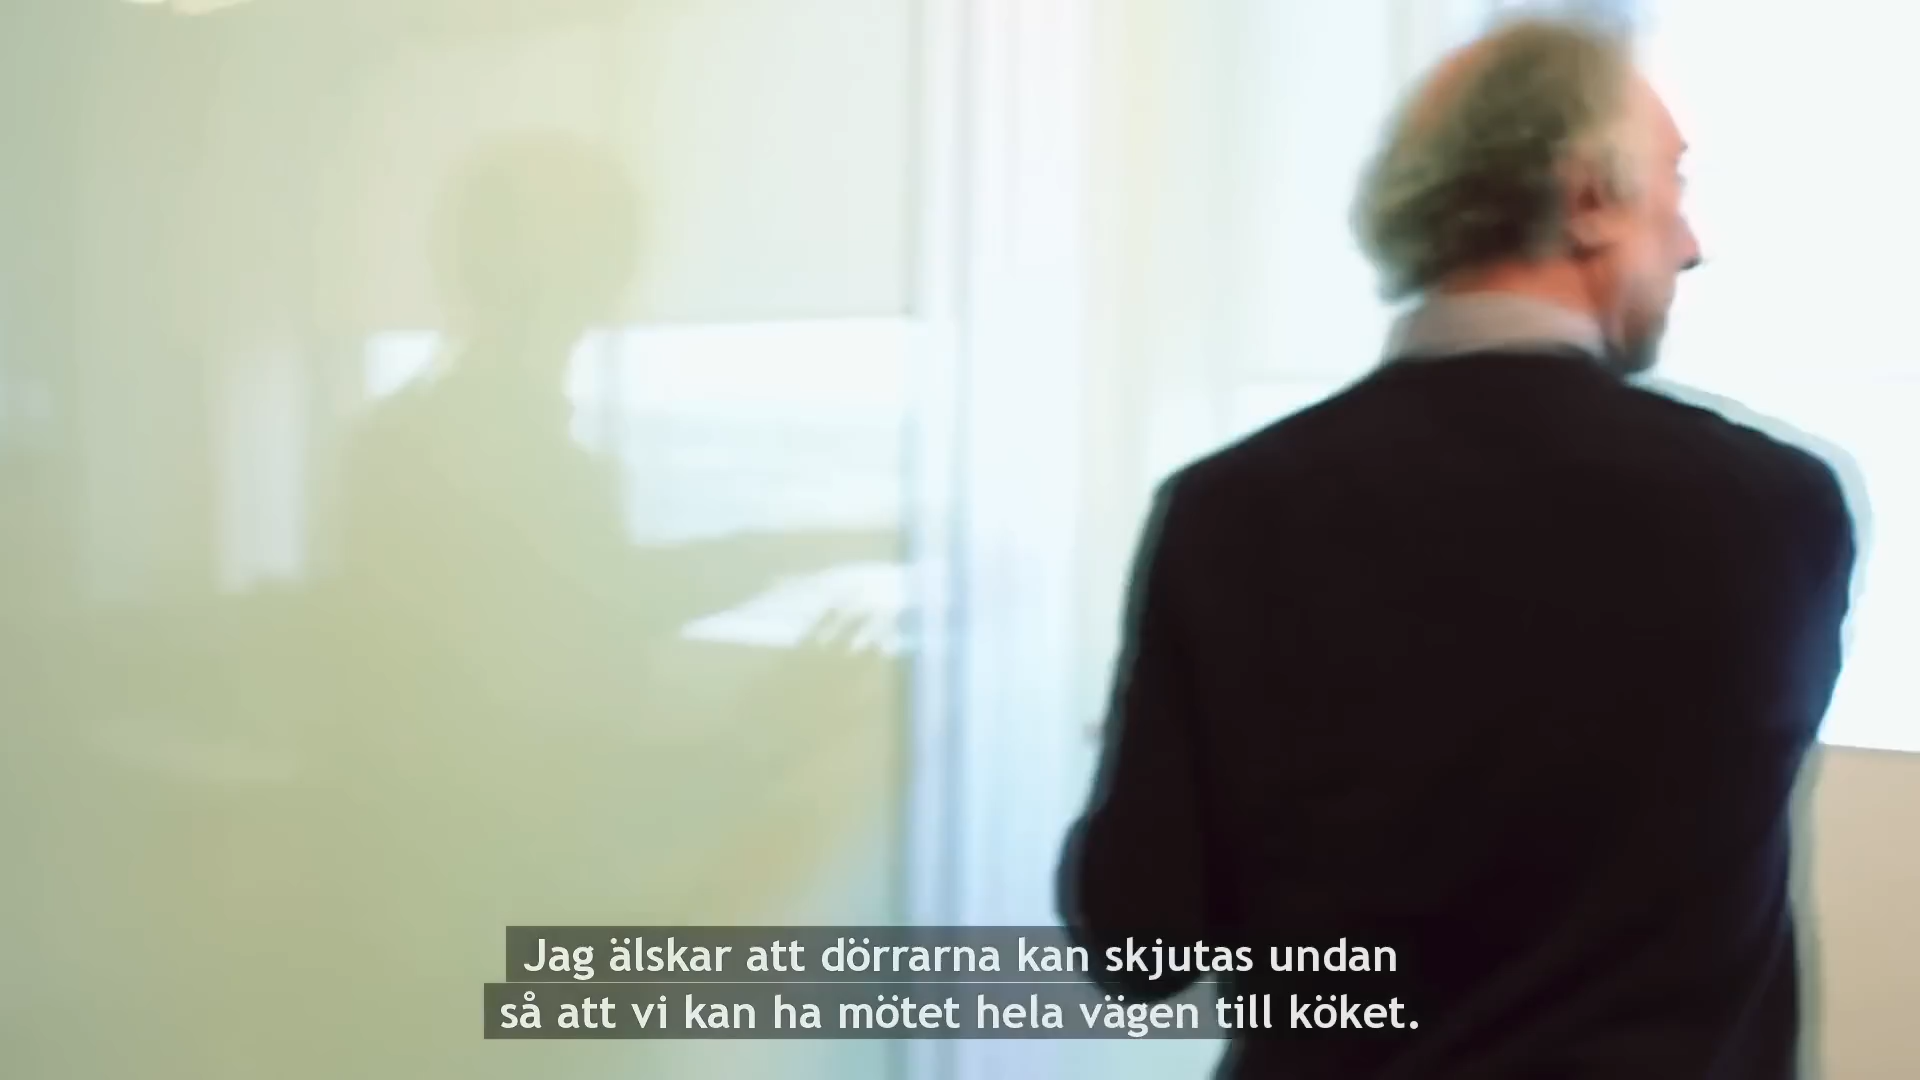 Jag älskar att dörrarna kan skjutas undan
så att vi kan ha mötet hela vägen till köket.